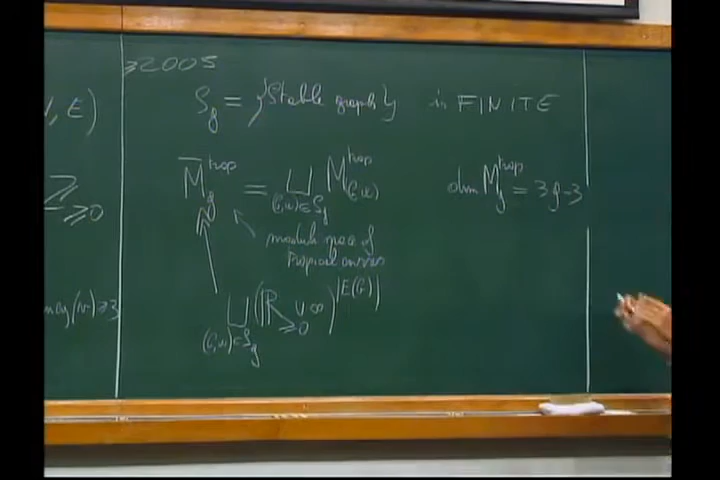 , E)
≥0
≥3
≥2005
S_g = {Stable graphs} is FINITE
M̄_g^trop = ⊔_{(G,w)∈S_g} M^trop_{(G,w)}
dim M_g^trop = 3g-3
moduli space of
tropical curves
⊔_{(G,w)∈S_g} (ℝ_{≥0} ∪ ∞)^{|E(G)|}